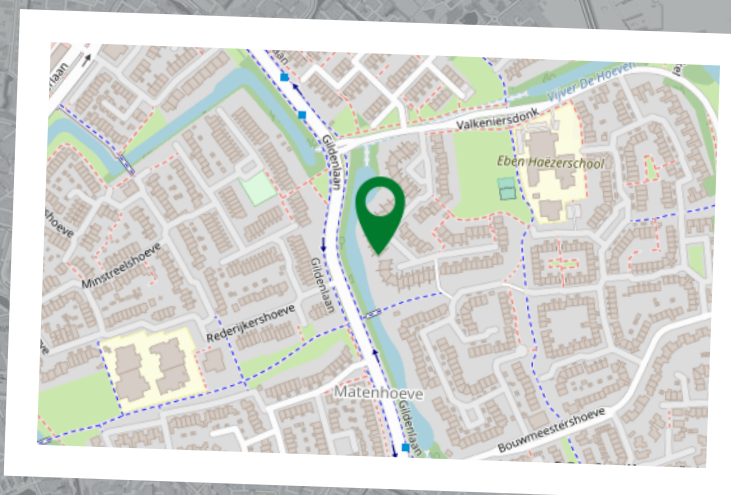 Gildenlaan
Vijver De Hoeven
Valkeniersdonk
Eben Haëzerschool
Minstreelshoeve
Gildenlaan
Rederijkershoeve
Matenhoeve
Gildenlaan
Bouwmeestershoeve